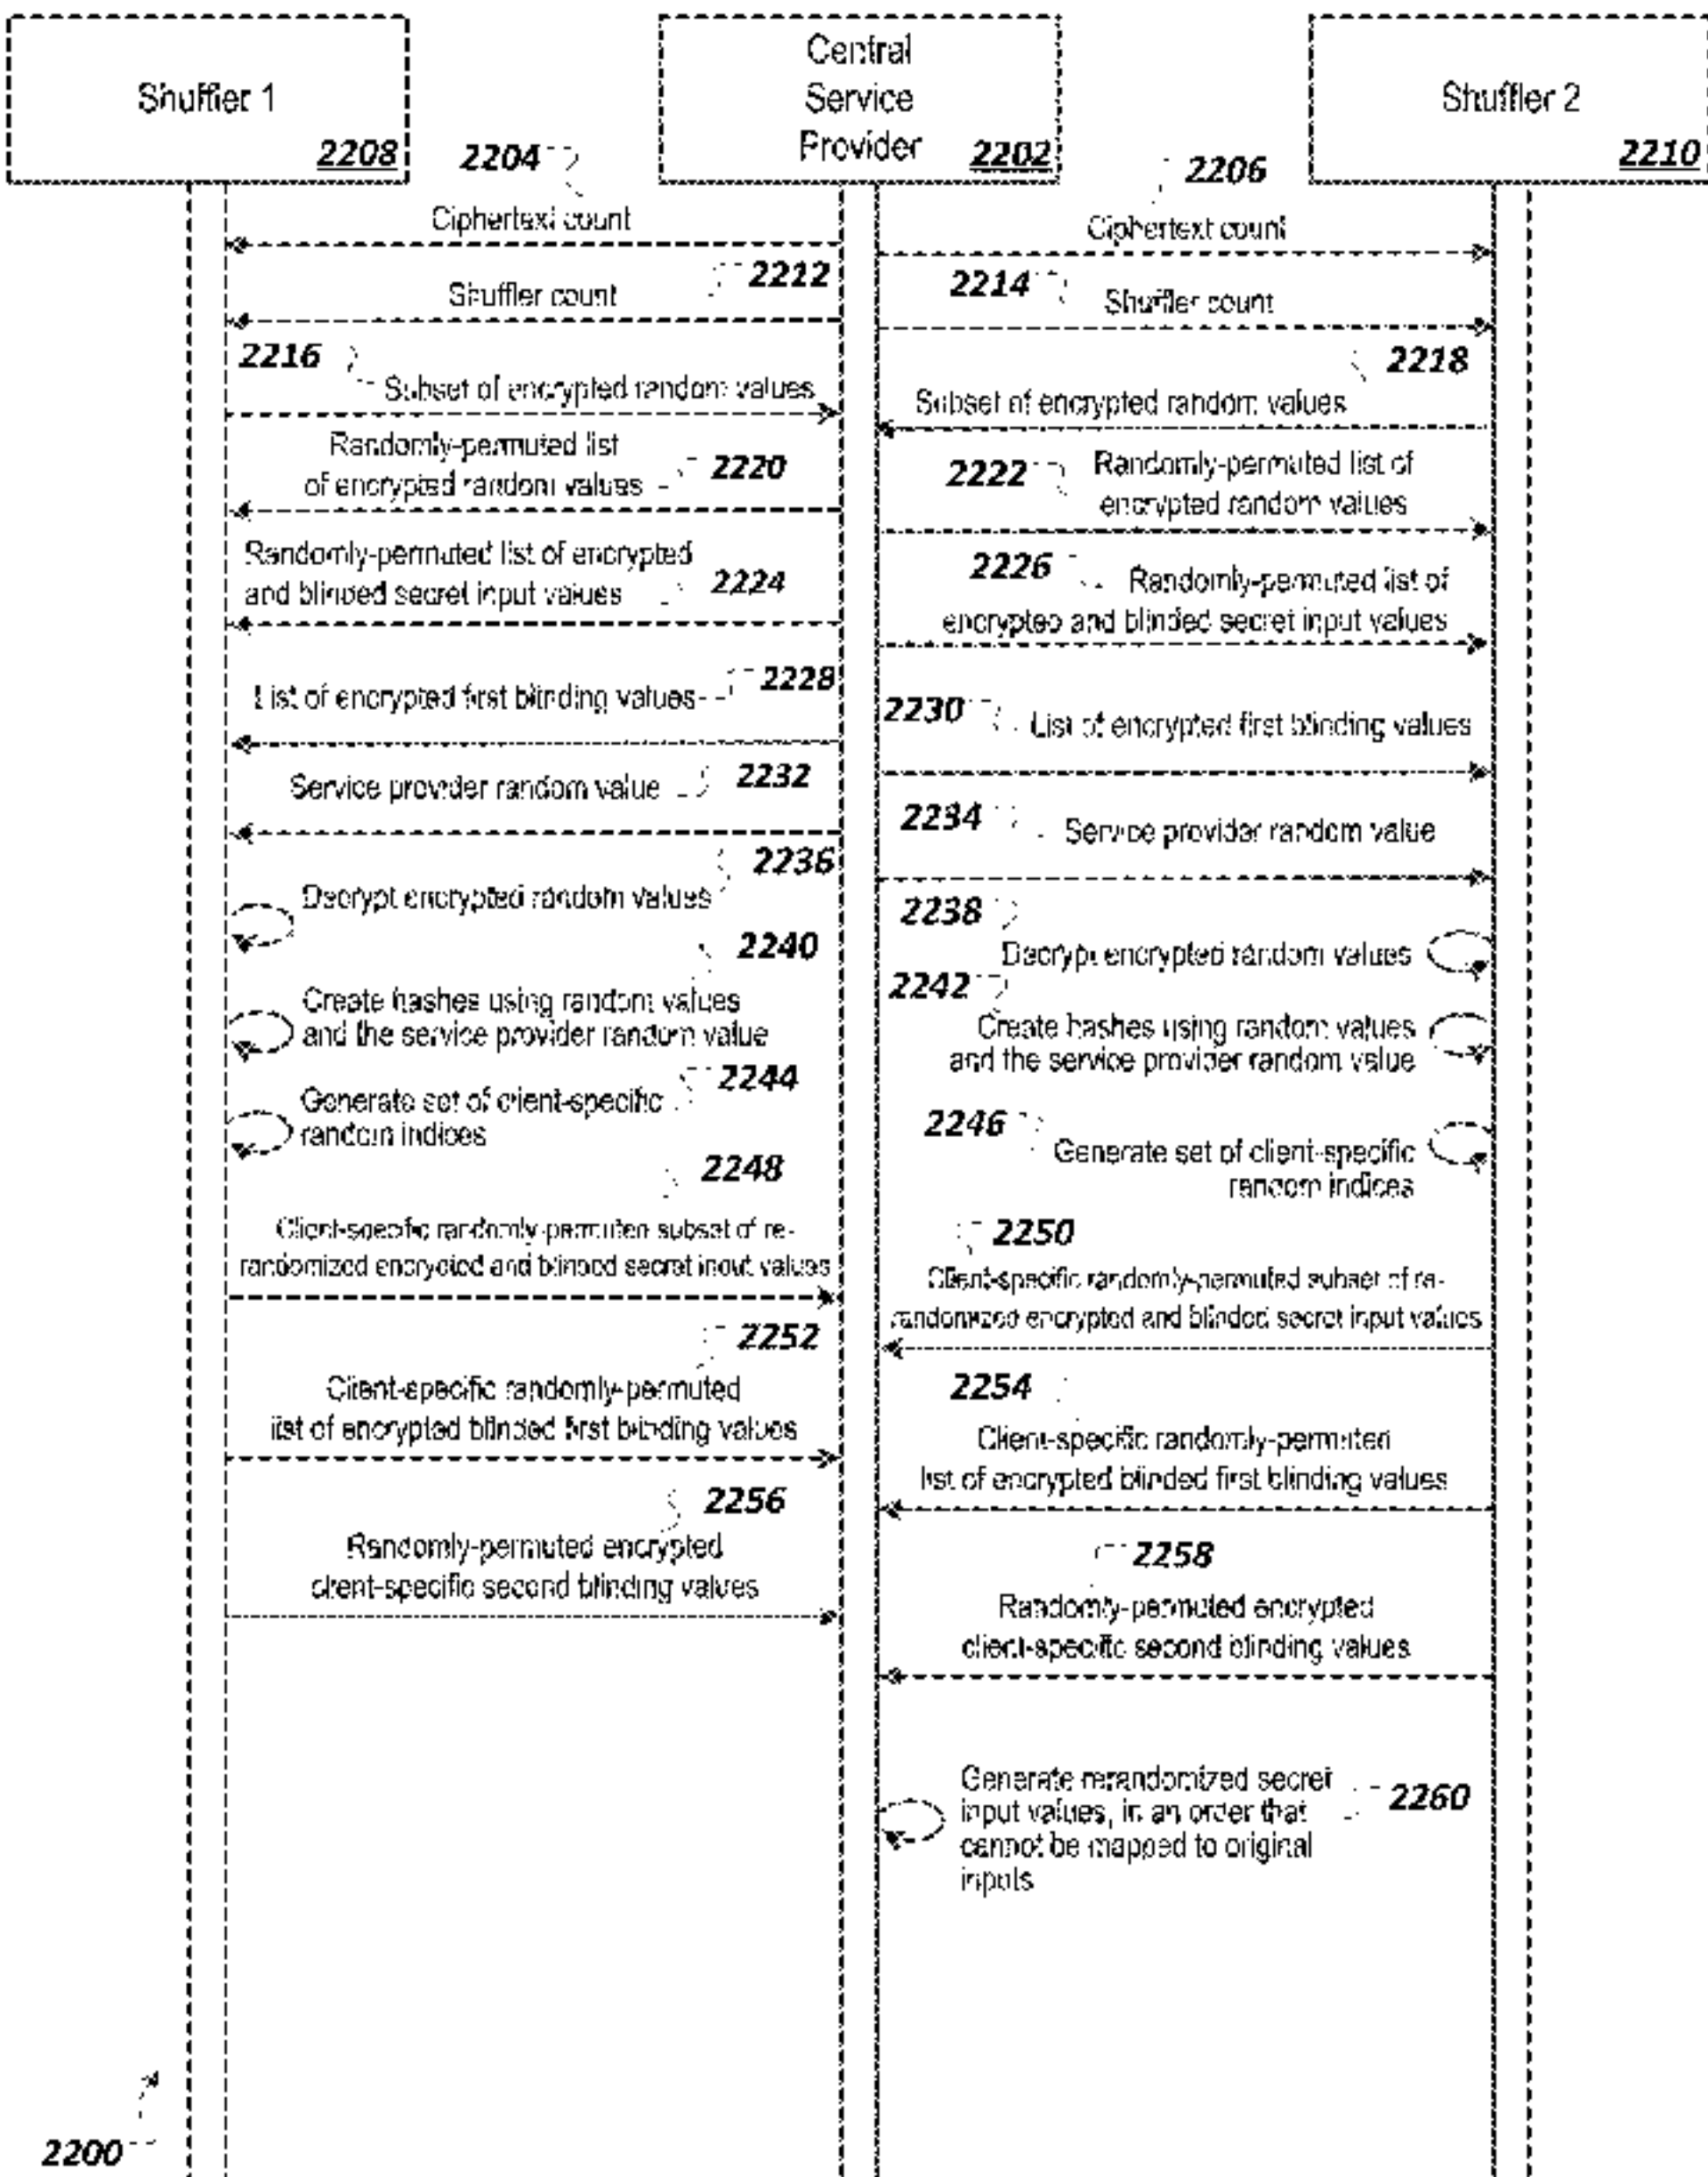 Shuffler 1
2208
Central
Service
Provider 2202
Shuffler 2
2210
2204
Ciphertext count
2206
Ciphertext count
2212
Shuffler count
2214
Shuffler count
2216
Subset of encrypted random values
2218
Subset of encrypted random values
Randomly-permuted list
of encrypted random values
2220
2222
Randomly-permuted list of
encrypted random values
Randomly-permuted list of encrypted
and blinded secret input values
2224
2226
Randomly-permuted list of
encrypted and blinded secret input values
2228
List of encrypted first blinding values
2230
List of encrypted first blinding values
2232
Service provider random value
2234
Service provider random value
2236
Decrypt encrypted random values
2238
Decrypt encrypted random values
2240
Create hashes using random values
and the service provider random value
2242
Create hashes using random values
and the service provider random value
2244
Generate set of client-specific
random indices
2246
Generate set of client-specific
random indices
2248
Client-specific randomly-permuted subset of re-
randomized encrypted and blinded secret input values
2250
Client-specific randomly-permuted subset of re-
randomized encrypted and blinded secret input values
2252
Client-specific randomly-permuted
list of encrypted blinded first blinding values
2254
Client-specific randomly-permuted
list of encrypted blinded first blinding values
2256
Randomly-permuted encrypted
client-specific second blinding values
2258
Randomly-permuted encrypted
client-specific second blinding values
Generate rerandomized secret
input values, in an order that
cannot be mapped to original
inputs
2260
2200